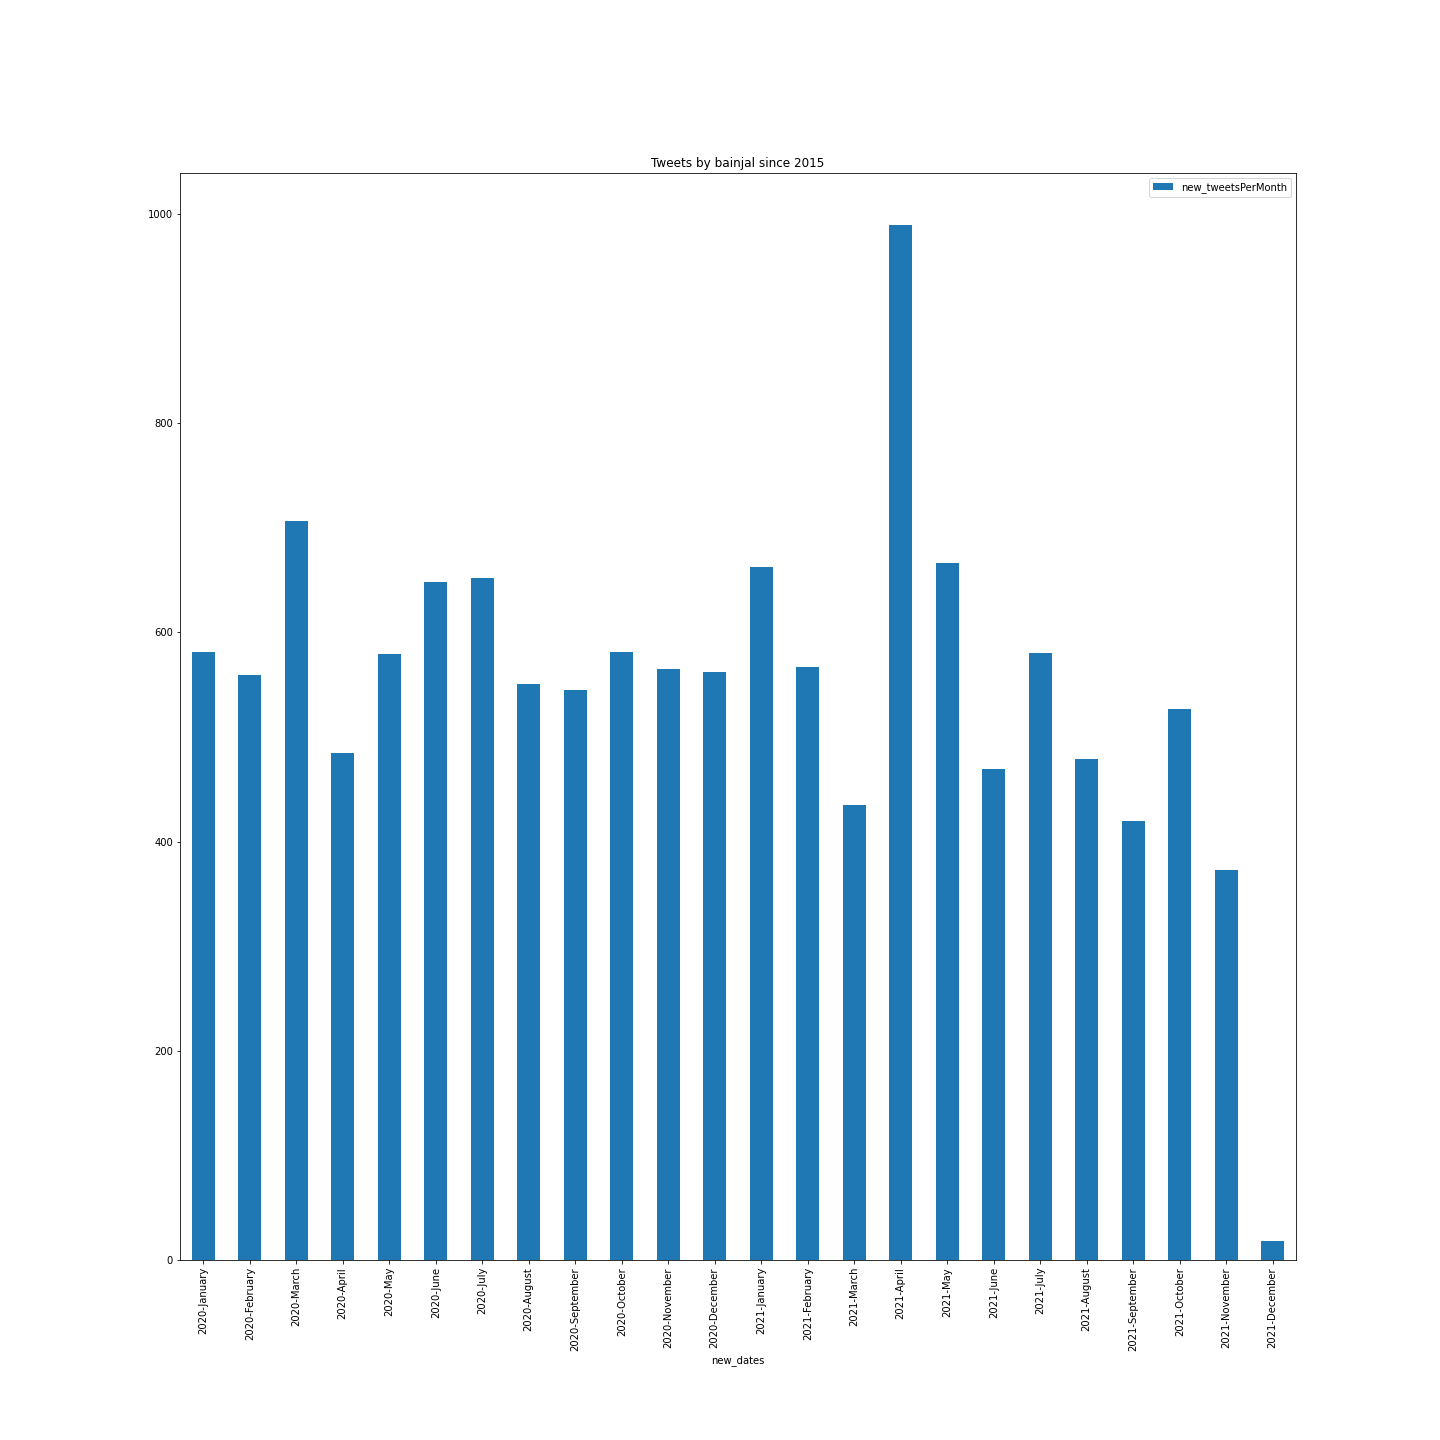 Tweets by bainjal since 2015
new_tweetsPerMonth
1000
800
600
400
200
0
2020-January
2020-February
2020-March
2020-April
2020-May
2020-June
2020-July
2020-August
2020-September
2020-October
2020-November
2020-December
2021-January
2021-February
2021-March
2021-April
2021-May
2021-June
2021-July
2021-August
2021-September
2021-October
2021-November
2021-December
new_dates